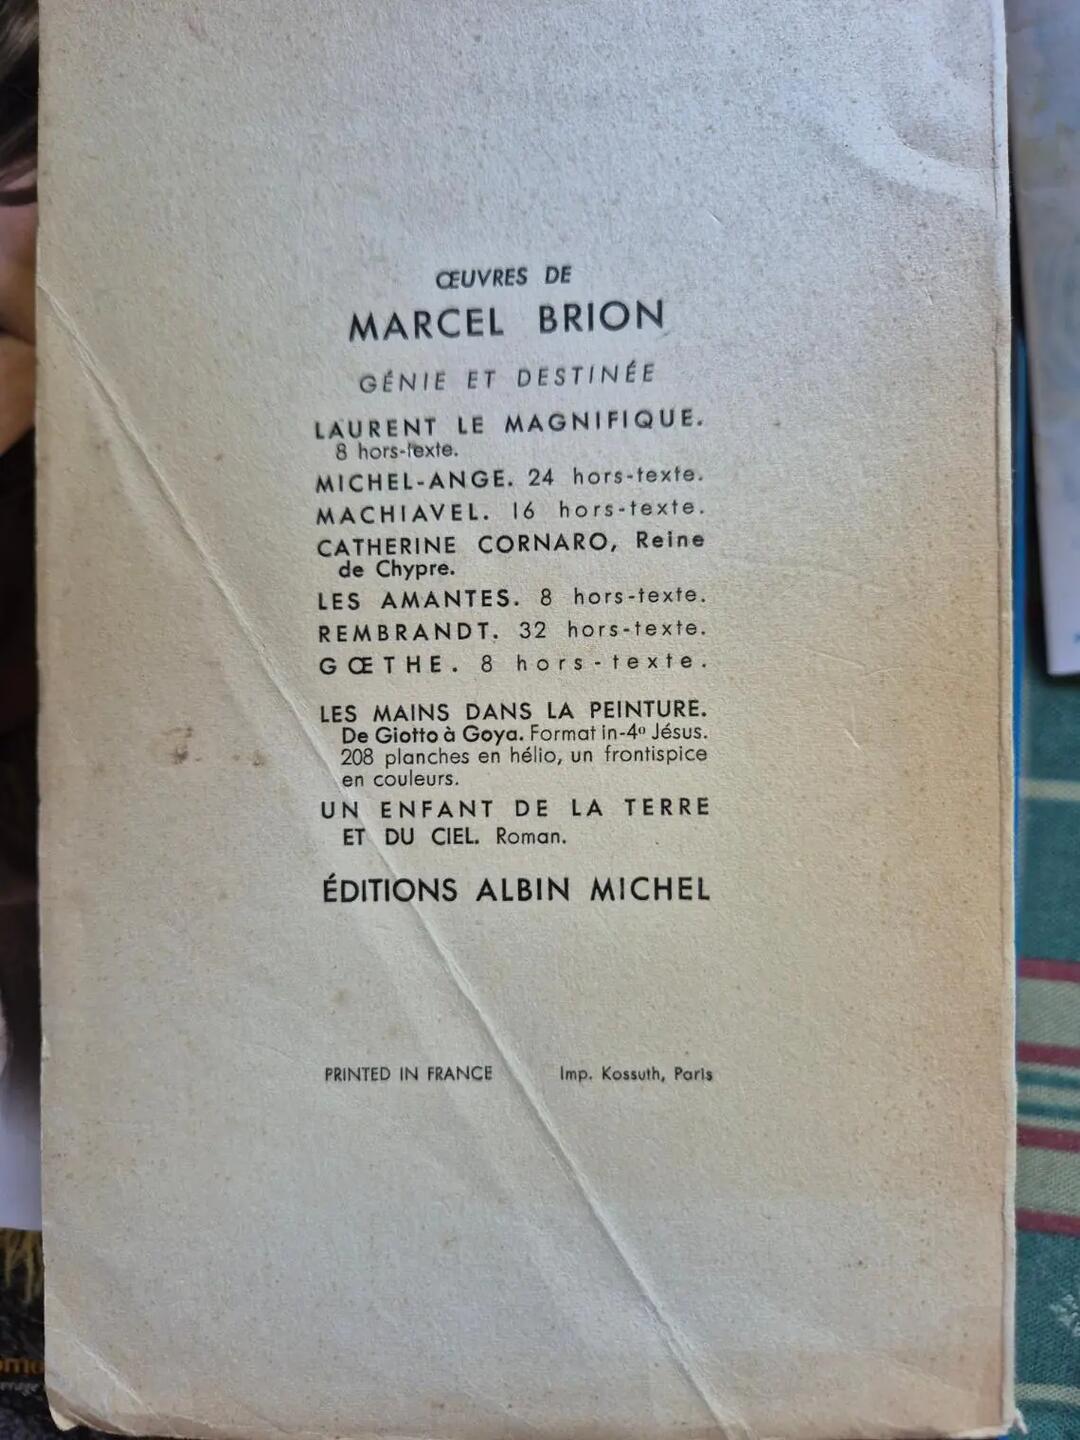 ŒUVRES DE
MARCEL BRION
GÉNIE ET DESTINÉE
LAURENT LE MAGNIFIQUE.
8 hors-texte.
MICHEL-ANGE. 24 hors-texte.
MACHIAVEL. 16 hors-texte.
CATHERINE CORNARO, Reine
de Chypre.
LES AMANTES. 8 hors-texte.
REMBRANDT. 32 hors-texte.
GŒTHE. 8 hors-texte.
LES MAINS DANS LA PEINTURE.
De Giotto à Goya. Format in-4º Jésus.
208 planches en hélio, un frontispice
en couleurs.
UN ENFANT DE LA TERRE
ET DU CIEL. Roman.
ÉDITIONS ALBIN MICHEL
PRINTED IN FRANCE Imp. Kossuth, Paris